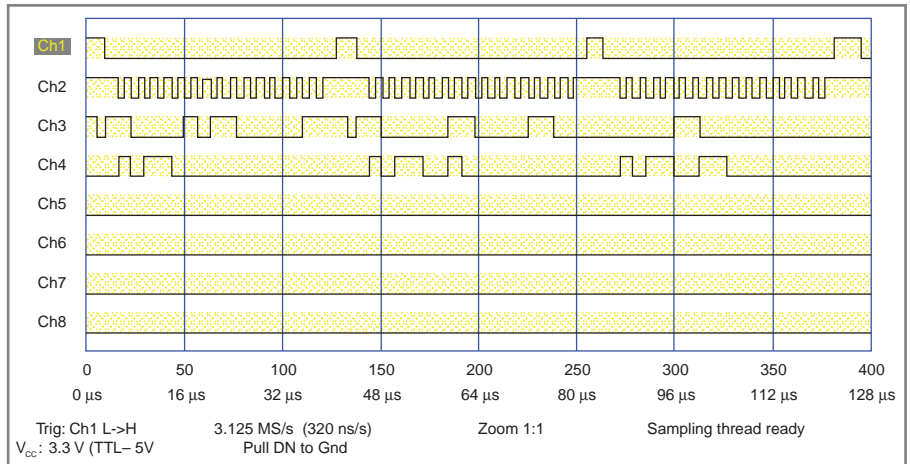 Ch1
Ch2
Ch3
Ch4
Ch5
Ch6
Ch7
Ch8
0 50 100 150 200 250 300 350 400
0 μs 16 μs 32 μs 48 μs 64 μs 80 μs 96 μs 112 μs 128 μs
Trig: Ch1 L->H 3.125 MS/s (320 ns/s) Zoom 1:1 Sampling thread ready
Vcc: 3.3 V (TTL– 5V Pull DN to Gnd